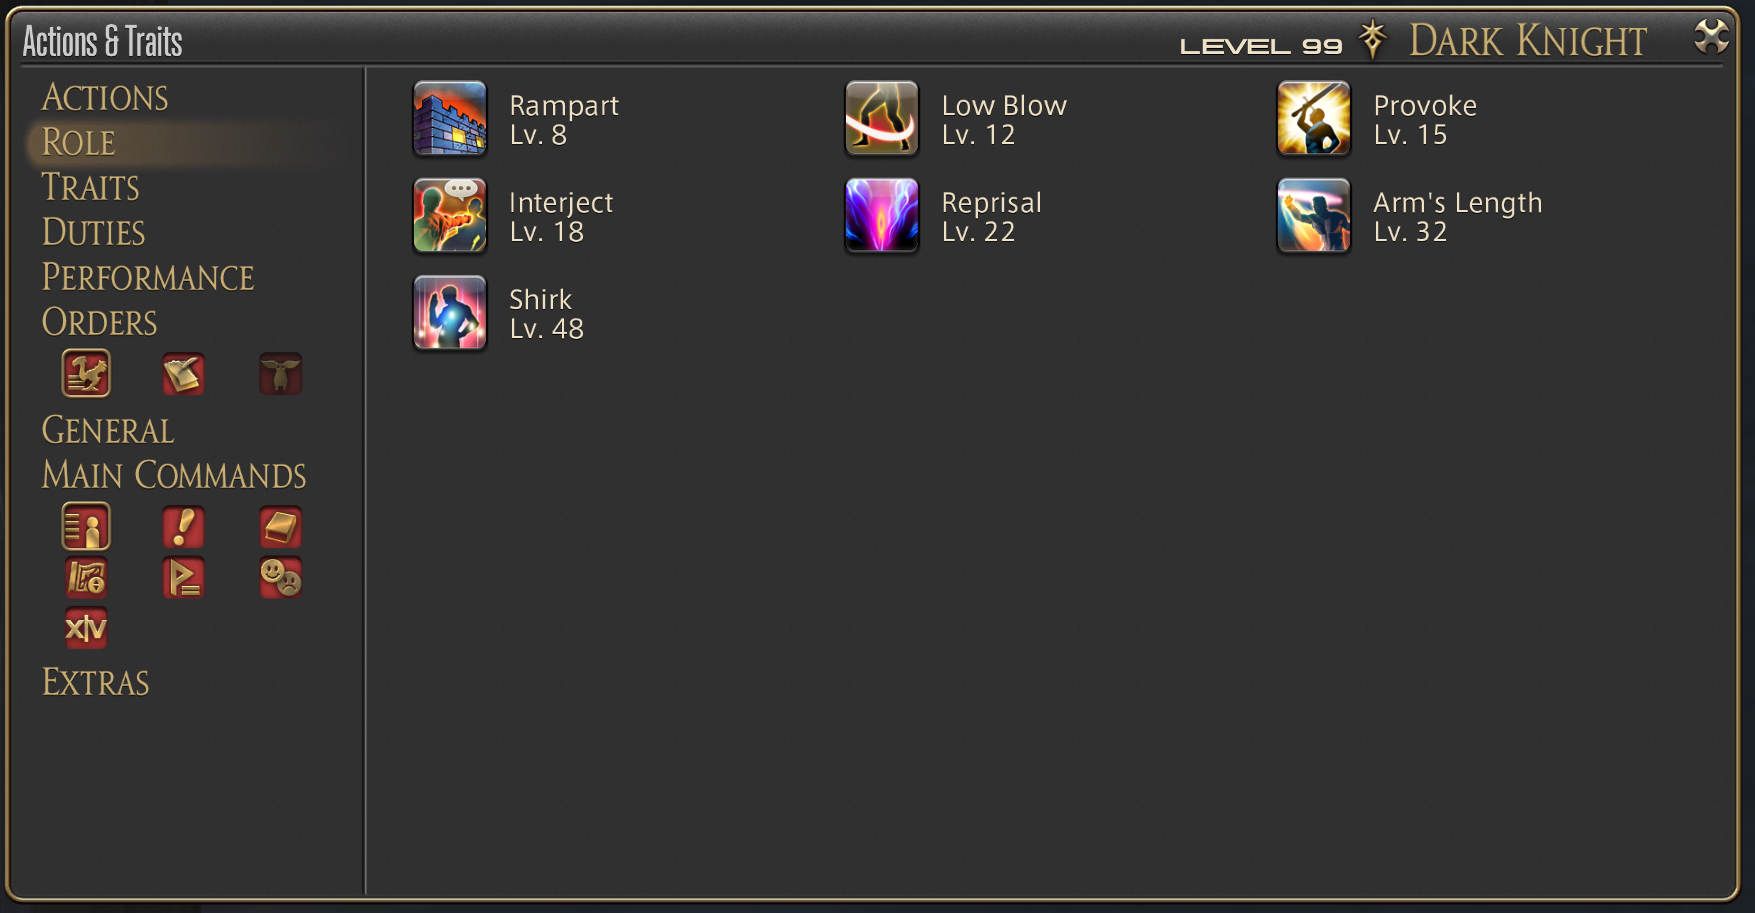 Actions & Traits
LEVEL 99 DARK KNIGHT
ACTIONS
ROLE
TRAITS
DUTIES
PERFORMANCE
ORDERS
GENERAL
MAIN COMMANDS
XIV
EXTRAS
Rampart
Lv. 8
Low Blow
Lv. 12
Provoke
Lv. 15
Interject
Lv. 18
Reprisal
Lv. 22
Arm's Length
Lv. 32
Shirk
Lv. 48